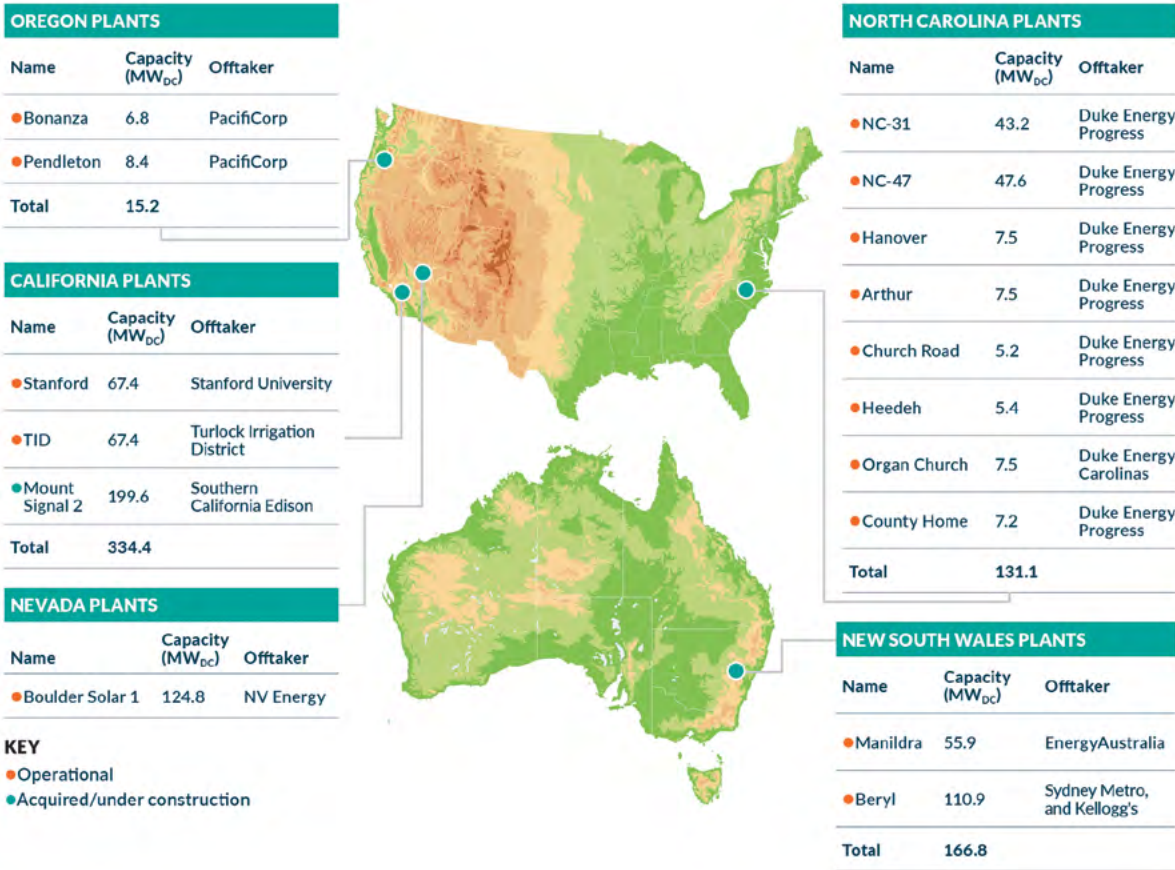 OREGON PLANTS
Name Capacity (MWDC) Offtaker
Bonanza 6.8 PacifiCorp
Pendleton 8.4 PacifiCorp
Total 15.2
CALIFORNIA PLANTS
Name Capacity (MWDC) Offtaker
Stanford 67.4 Stanford University
TID 67.4 Turlock Irrigation District
Mount Signal 2 199.6 Southern California Edison
Total 334.4
NEVADA PLANTS
Name Capacity (MWDC) Offtaker
Boulder Solar 1 124.8 NV Energy
KEY
Operational
Acquired/under construction
NORTH CAROLINA PLANTS
Name Capacity (MWDC) Offtaker
NC-31 43.2 Duke Energy Progress
NC-47 47.6 Duke Energy Progress
Hanover 7.5 Duke Energy Progress
Arthur 7.5 Duke Energy Progress
Church Road 5.2 Duke Energy Progress
Heedeh 5.4 Duke Energy Progress
Organ Church 7.5 Duke Energy Carolinas
County Home 7.2 Duke Energy Progress
Total 131.1
NEW SOUTH WALES PLANTS
Name Capacity (MWDC) Offtaker
Manildra 55.9 EnergyAustralia
Beryl 110.9 Sydney Metro, and Kellogg's
Total 166.8